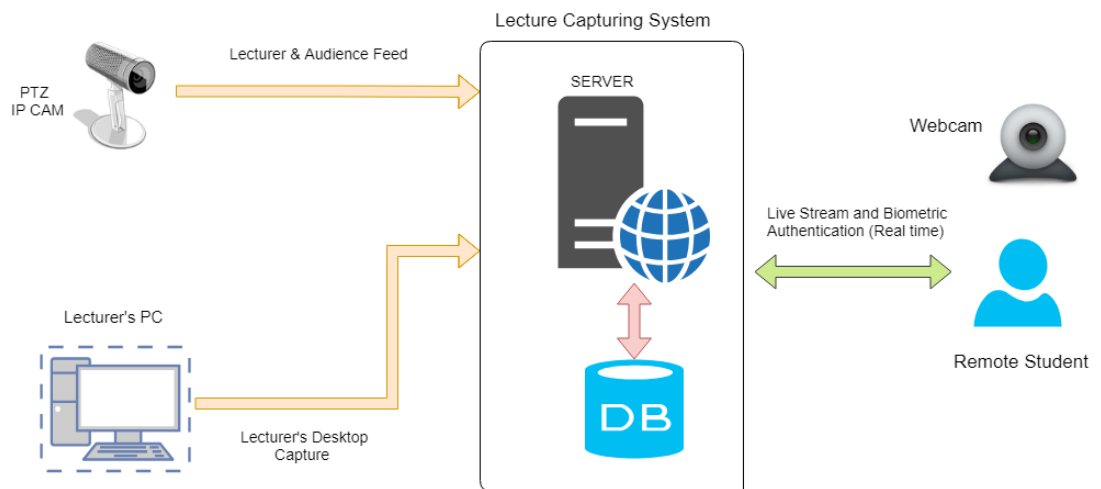 Lecture Capturing System
Lecturer & Audience Feed
PTZ
IP CAM
SERVER
Webcam
Live Stream and Biometric
Authentication (Real time)
Lecturer's PC
Remote Student
DB
Lecturer's Desktop
Capture